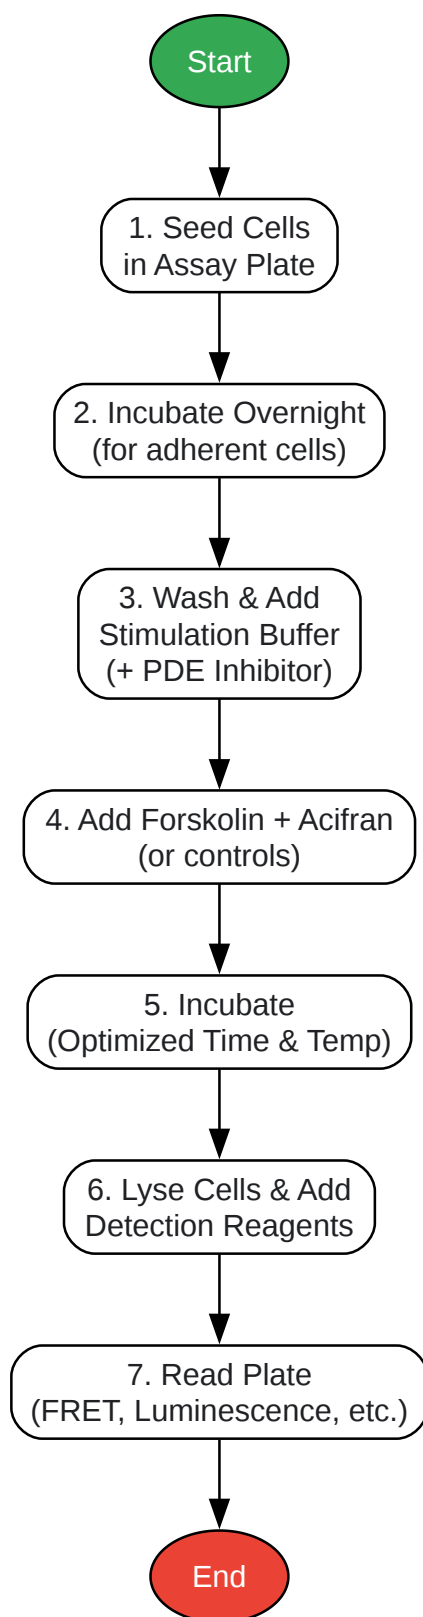 Start
1. Seed Cells
in Assay Plate
2. Incubate Overnight
(for adherent cells)
3. Wash & Add
Stimulation Buffer
(+ PDE Inhibitor)
4. Add Forskolin + Acifran
(or controls)
5. Incubate
(Optimized Time & Temp)
6. Lyse Cells & Add
Detection Reagents
7. Read Plate
(FRET, Luminescence, etc.)
End